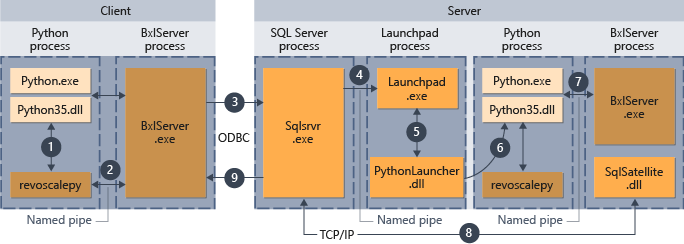 Client
Server
Python
process
BxlServer
process
SQL Server
process
Launchpad
process
Python
process
BxlServer
process
Python.exe
Python35.dll
1
revoscalepy
2
BxlServer
.exe
3
ODBC
9
Sqlsrvr
.exe
4
Launchpad
.exe
5
PythonLauncher
.dll
6
Python.exe
Python35.dll
revoscalepy
7
BxlServer
.exe
SqlSatellite
.dll
Named pipe
Named pipe
Named pipe
TCP/IP
8